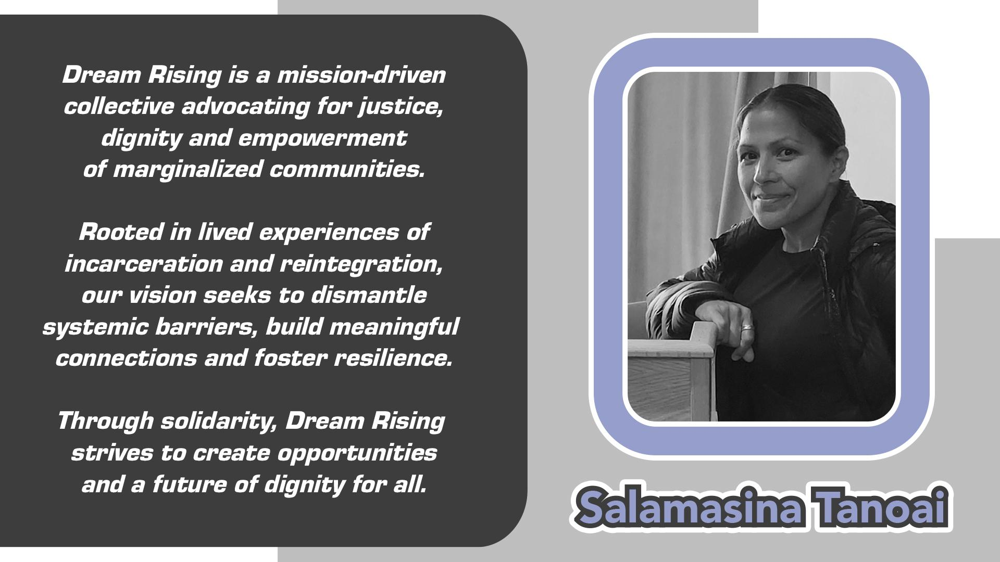 Dream Rising is a mission-driven
collective advocating for justice,
dignity and empowerment
of marginalized communities.
Rooted in lived experiences of
incarceration and reintegration,
our vision seeks to dismantle
systemic barriers, build meaningful
connections and foster resilience.
Through solidarity, Dream Rising
strives to create opportunities
and a future of dignity for all.
Salamasina Tanoai